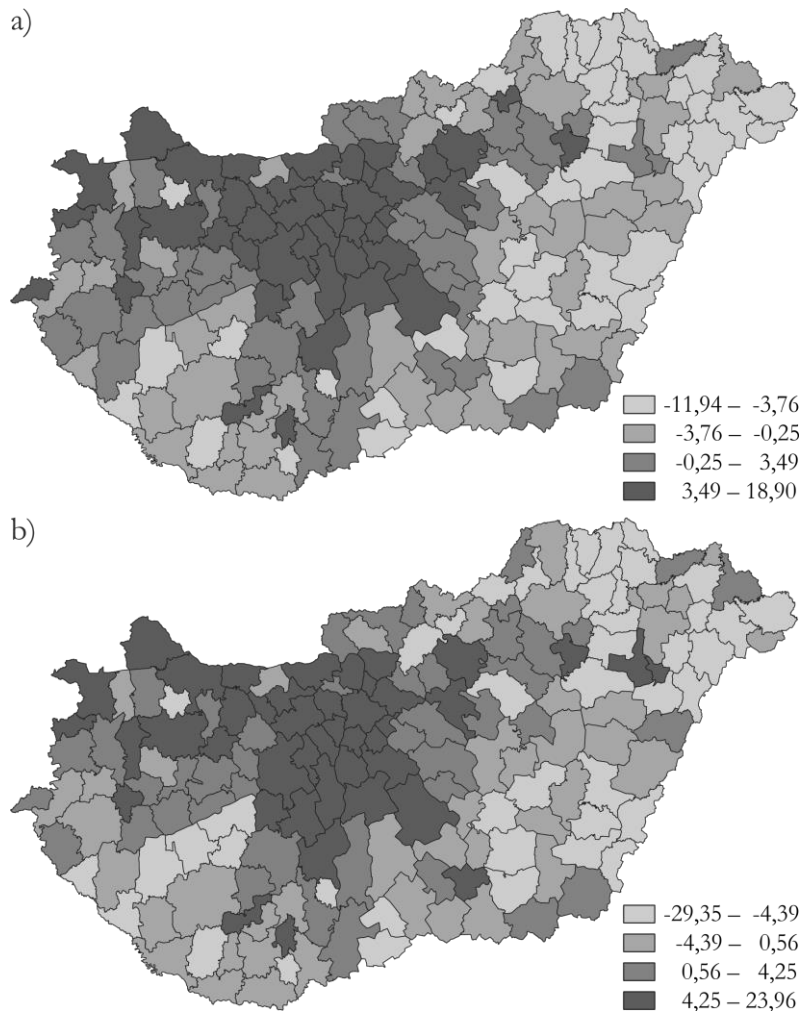 a)
-11,94 – -3,76
-3,76 – -0,25
-0,25 – 3,49
3,49 – 18,90
b)
-29,35 – -4,39
-4,39 – 0,56
0,56 – 4,25
4,25 – 23,96